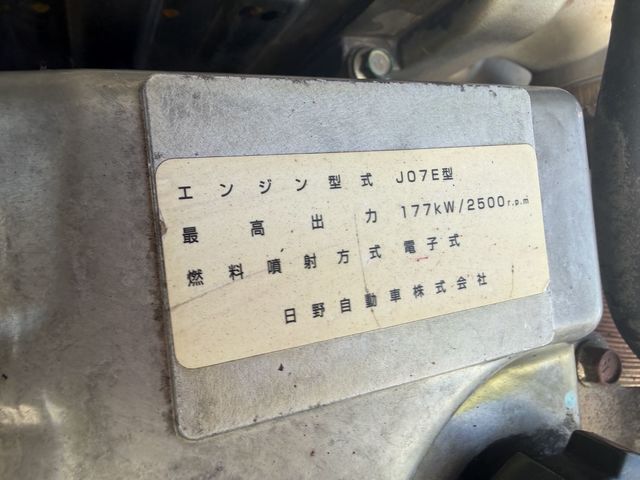 エンジン型式 J07E型
最高出力 177kW/2500r.p.m
燃料噴射方式 電子式
日野自動車株式会社